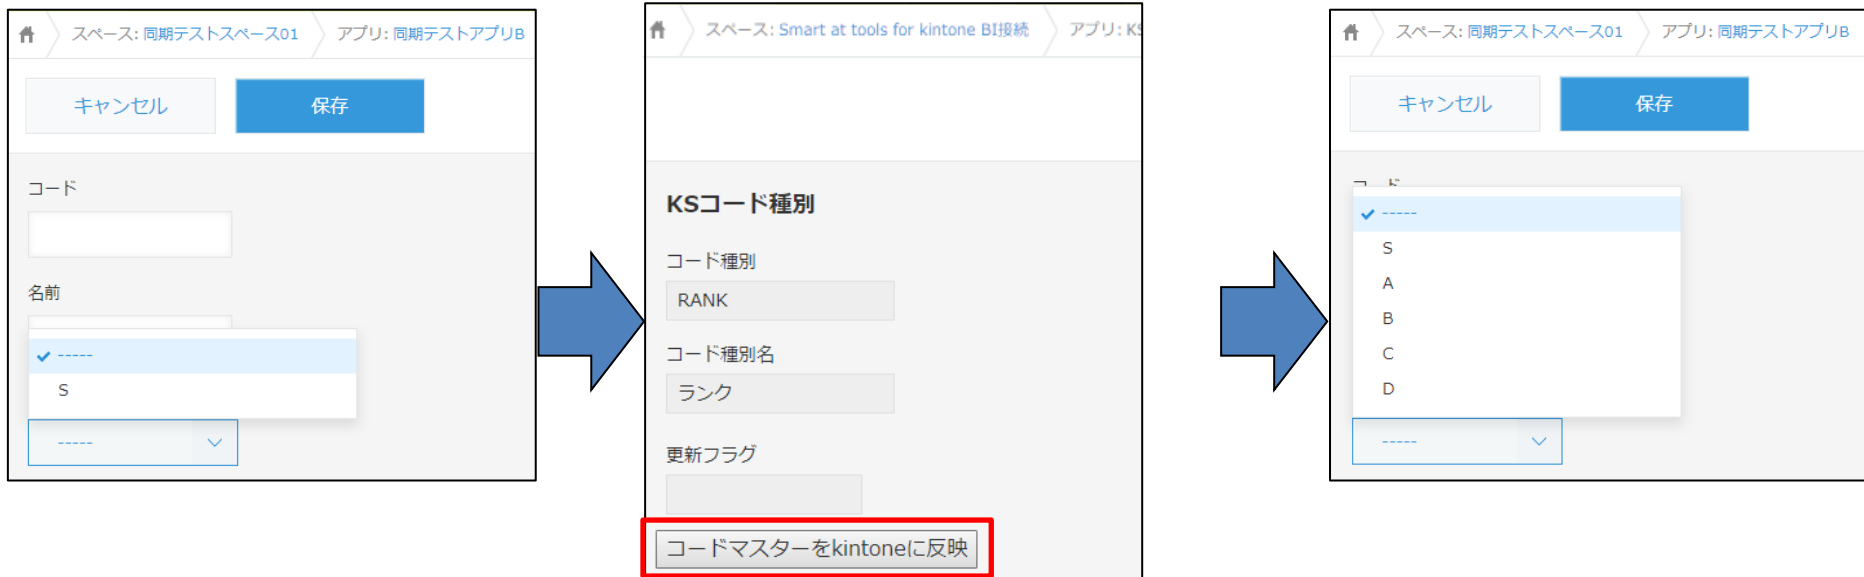 スペース: 同期テストスペース01 アプリ: 同期テストアプリB
キャンセル 保存
コード
名前
-----
S
-----
スペース: Smart at tools for kintone BI接続 アプリ: KS
KSコード種別
コード種別
RANK
コード種別名
ランク
更新フラグ
コードマスターをkintoneに反映
スペース: 同期テストスペース01 アプリ: 同期テストアプリB
キャンセル 保存
コード
-----
S
A
B
C
D
-----